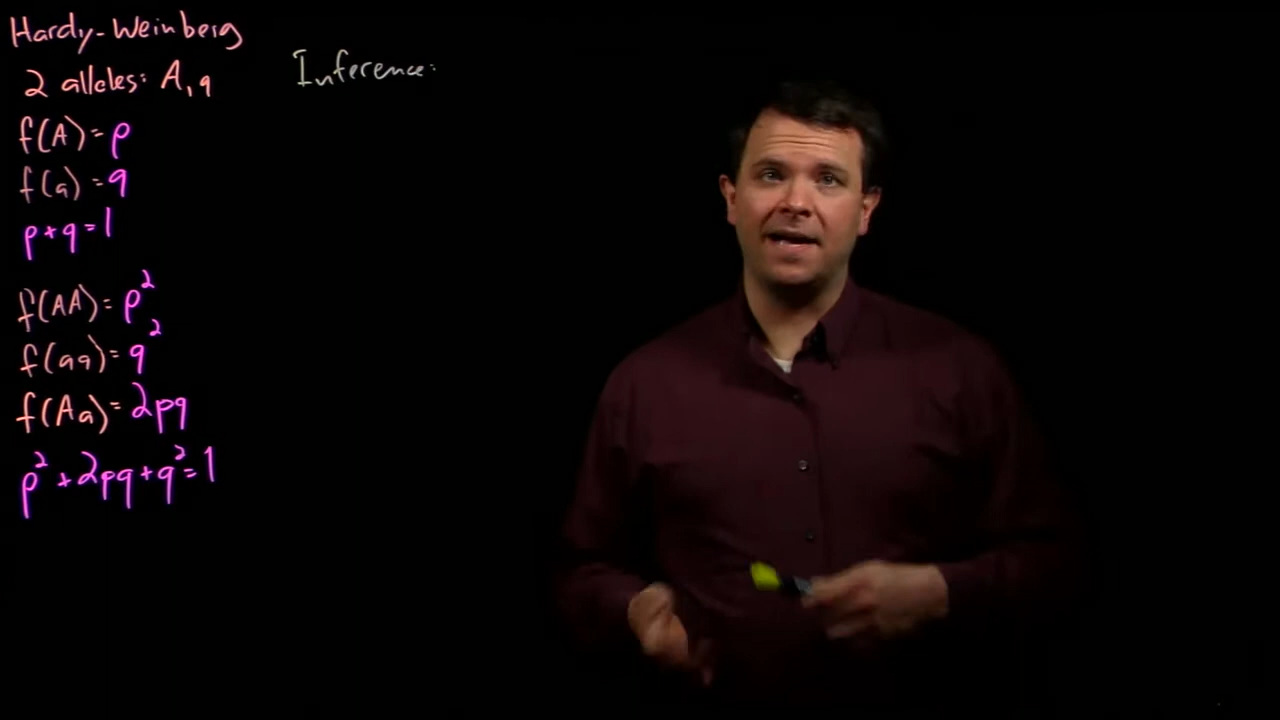 Hardy-Weinberg
2 alleles: A, a
f(A)=p
f(a)=q
p+q=1
f(AA)=p²
f(aa)=q²
f(Aa)=2pq
p²+2pq+q²=1
Inference: